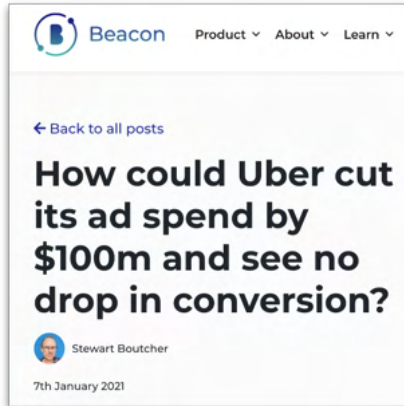 Beacon Product About Learn
← Back to all posts
How could Uber cut
its ad spend by
$100m and see no
drop in conversion?
Stewart Boutcher
7th January 2021